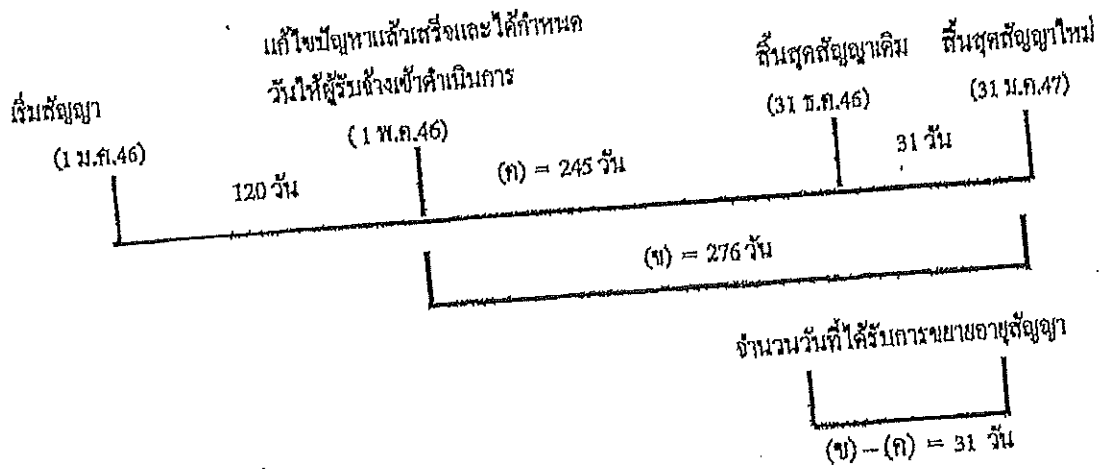 แก้ไขปัญหาแล้วเสร็จและได้กำหนด
วันให้ผู้รับจ้างเข้าดำเนินการ
(1 พ.ค.46)
เริ่มสัญญา
(1 ม.ค.46)
สิ้นสุดสัญญาเดิม
(31 ธ.ค.46)
สิ้นสุดสัญญาใหม่
(31 ม.ค.47)
120 วัน
(ค) = 245 วัน
31 วัน
(ข) = 276 วัน
จำนวนวันที่ได้รับการขยายอายุสัญญา
(ข) – (ค) = 31 วัน